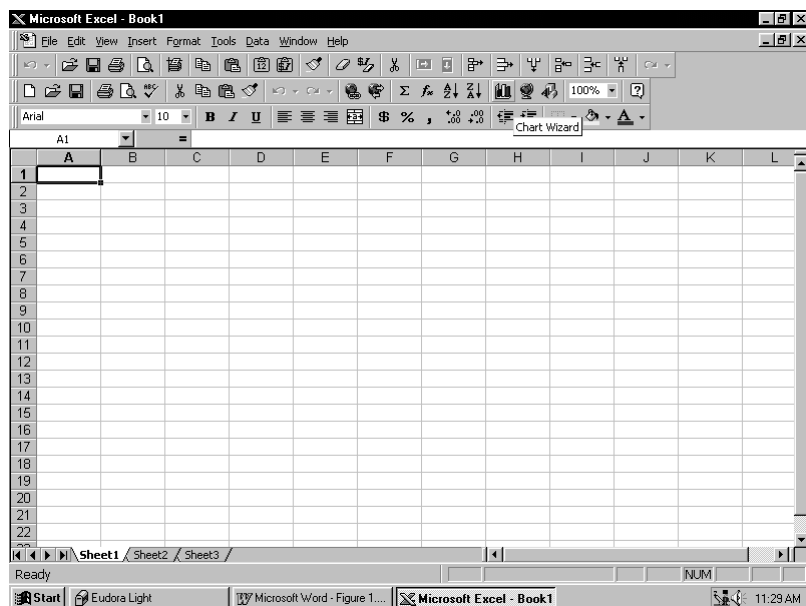 Microsoft Excel - Book1
File Edit View Insert Format Tools Data Window Help
100%
Arial 10 B I U $ % ,
Chart Wizard
A1 =
A B C D E F G H I J K L
1
2
3
4
5
6
7
8
9
10
11
12
13
14
15
16
17
18
19
20
21
22
Sheet1 Sheet2 Sheet3
Ready NUM
Start Eudora Light Microsoft Word - Figure 1.... Microsoft Excel - Book1 11:29 AM